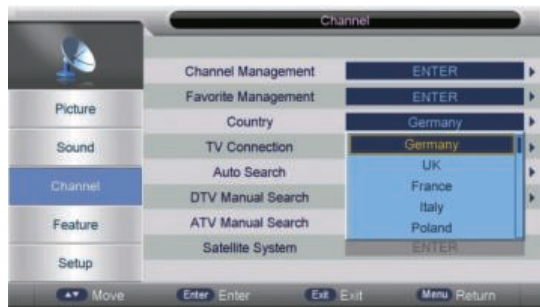 Channel
Channel Management ENTER
Favorite Management ENTER
Picture
Country Germany
Sound
TV Connection Germany
UK
Auto Search
Channel
France
DTV Manual Search
Italy
Feature
ATV Manual Search
Poland
Satellite System ENTER
Setup
Move Enter Enter Exit Exit Menu Return